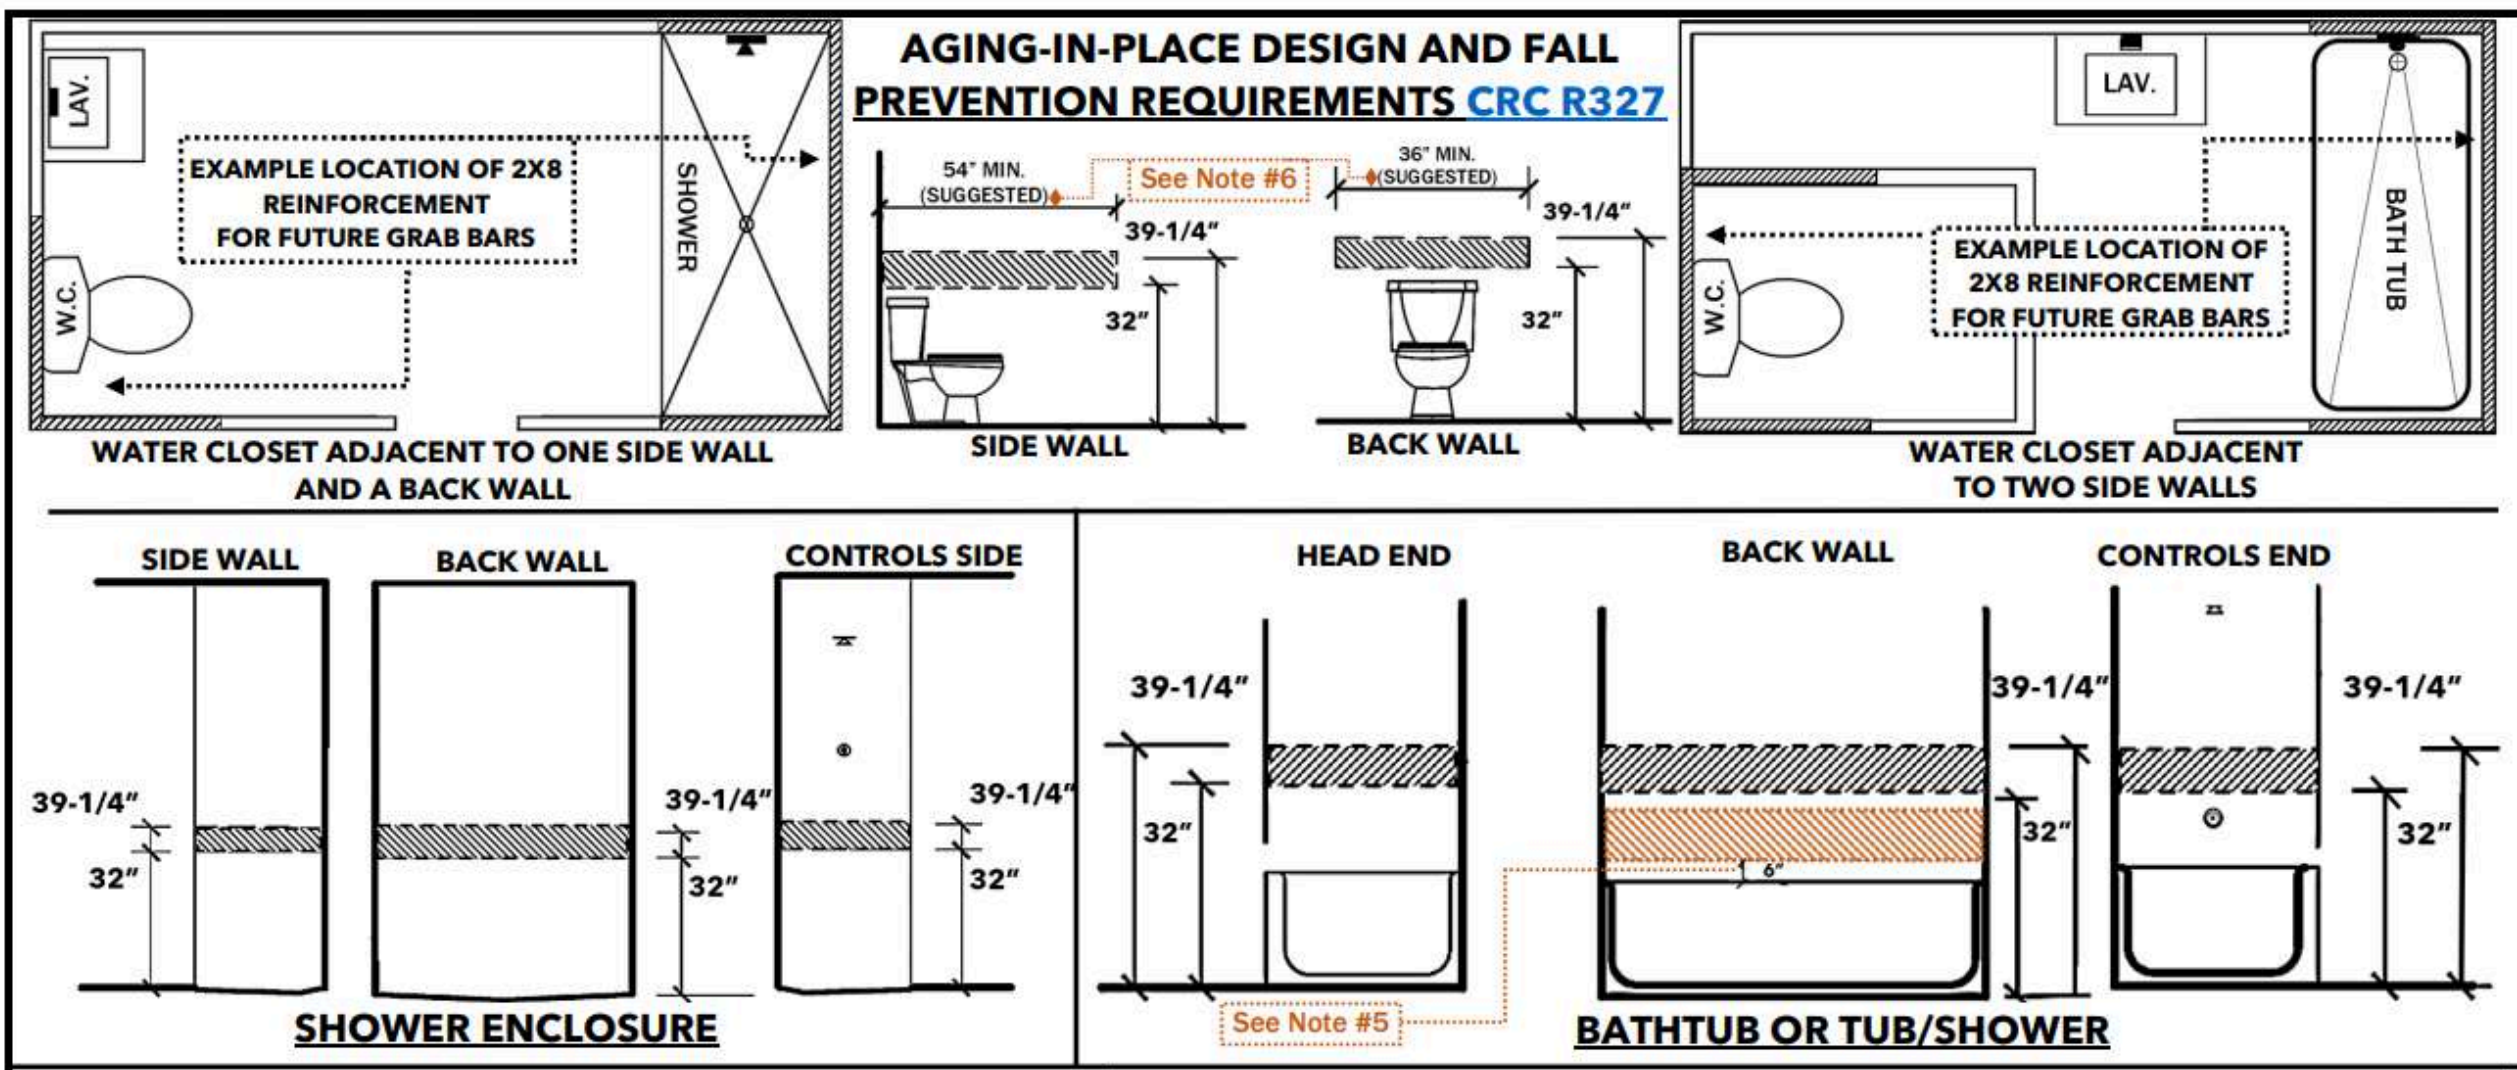 AGING-IN-PLACE DESIGN AND FALL
PREVENTION REQUIREMENTS CRC R327
LAV.
EXAMPLE LOCATION OF 2X8
REINFORCEMENT
FOR FUTURE GRAB BARS
SHOWER
W.C.
WATER CLOSET ADJACENT TO ONE SIDE WALL
AND A BACK WALL
54" MIN.
(SUGGESTED)
See Note #6
36" MIN.
(SUGGESTED)
39-1/4"
32"
SIDE WALL
39-1/4"
32"
BACK WALL
LAV.
BATH TUB
EXAMPLE LOCATION OF
2X8 REINFORCEMENT
FOR FUTURE GRAB BARS
W.C.
WATER CLOSET ADJACENT
TO TWO SIDE WALLS
SIDE WALL
BACK WALL
CONTROLS SIDE
39-1/4"
32"
39-1/4"
32"
39-1/4"
32"
SHOWER ENCLOSURE
HEAD END
BACK WALL
CONTROLS END
39-1/4"
32"
39-1/4"
32"
6"
39-1/4"
32"
See Note #5
BATHTUB OR TUB/SHOWER